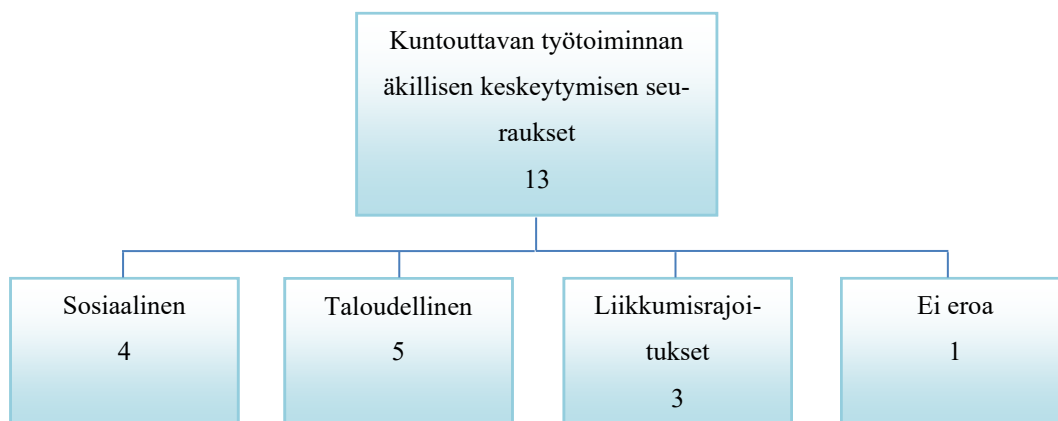 Kuntouttavan työtoiminnan
äkillisen keskeytymisen seu-
raukset
13
Sosiaalinen
4
Taloudellinen
5
Liikkumisrajoi-
tukset
3
Ei eroa
1